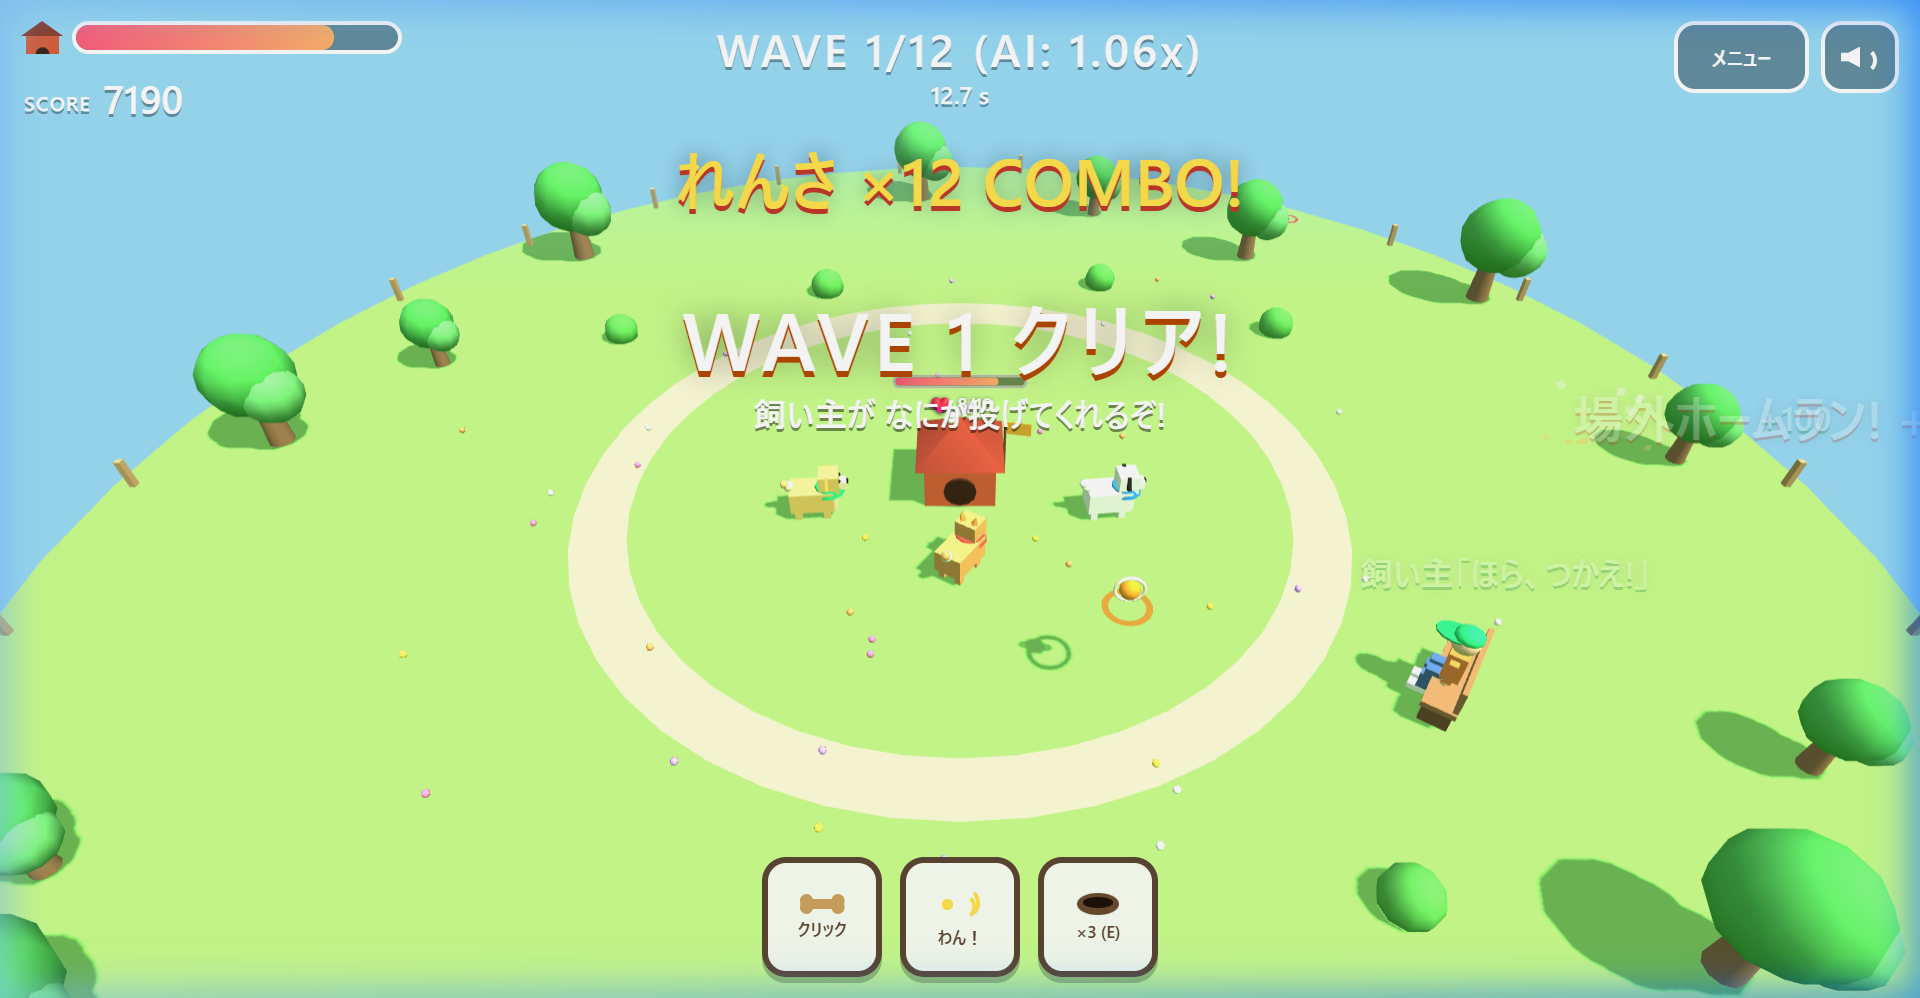 WAVE 1/12 (AI: 1.06x)
12.7 s
メニュー
SCORE 7190
れんさ ×12 COMBO!
WAVE 1 クリア!
飼い主が なにか投げてくれるぞ!
場外ホームラン! +
+100
飼い主「ほら、つかえ!」
クリック
わん！
×3 (E)